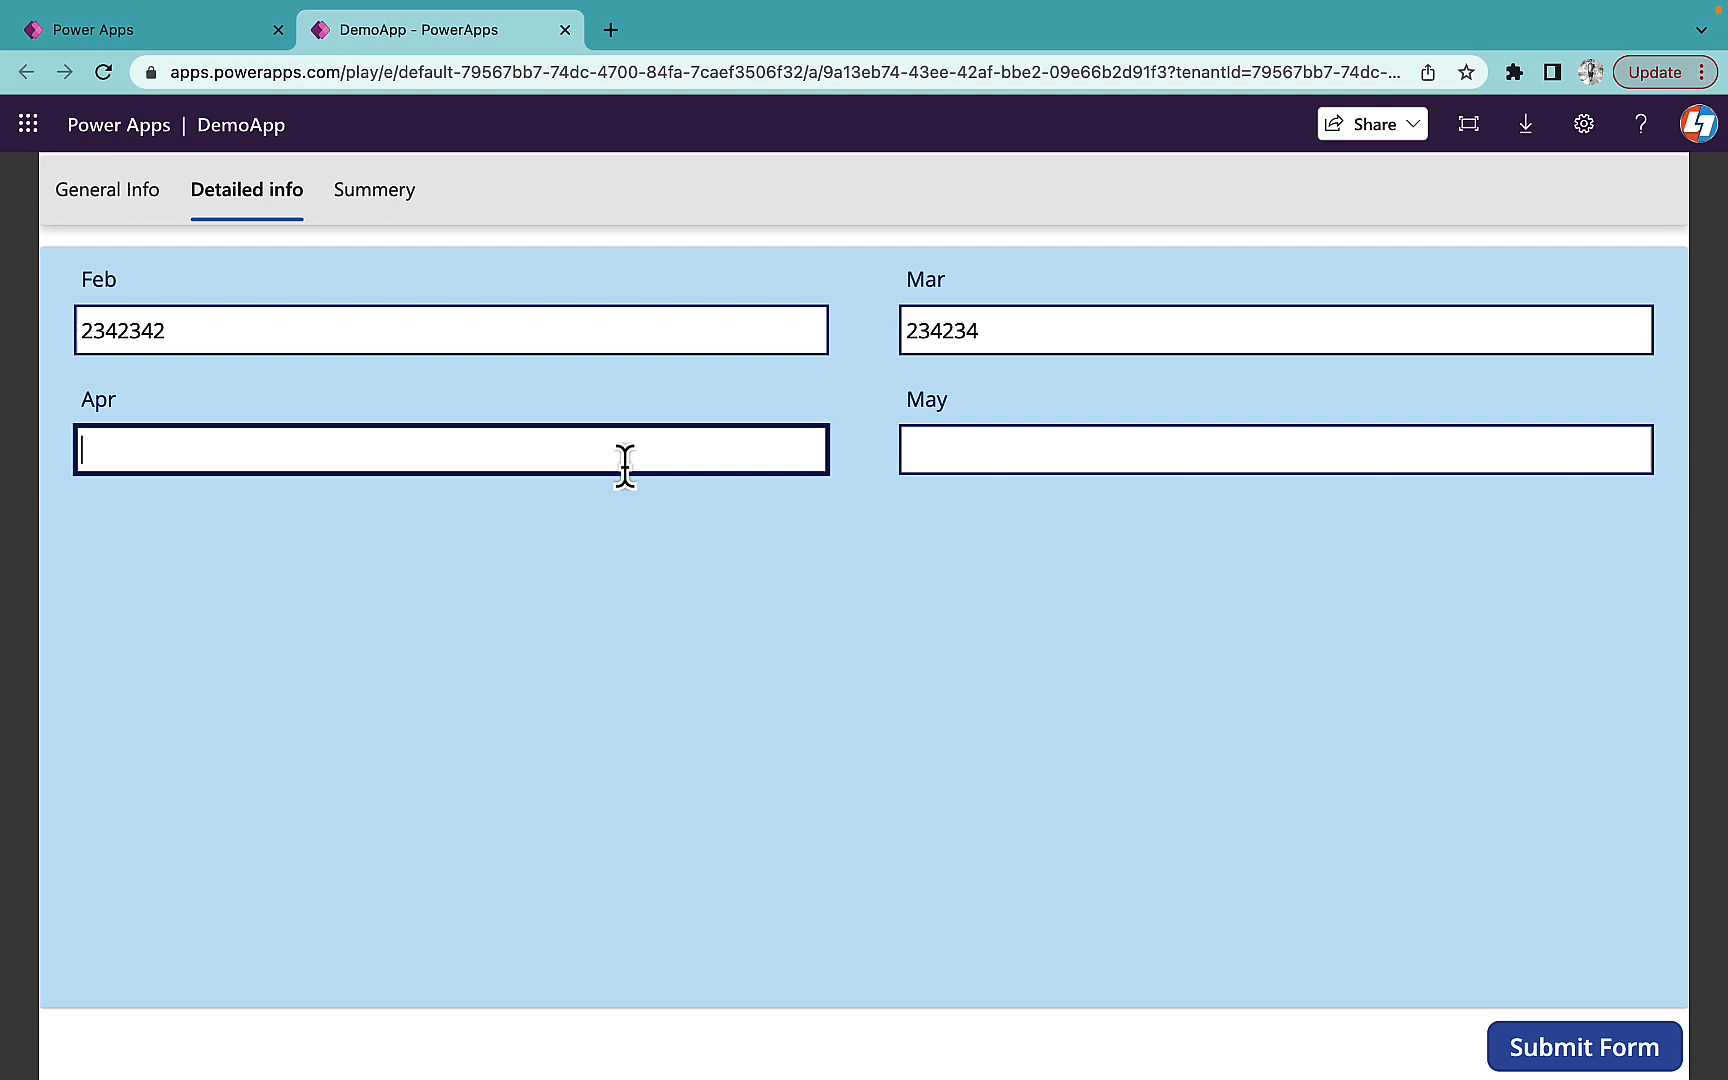 Power Apps
DemoApp - PowerApps
apps.powerapps.com/play/e/default-79567bb7-74dc-4700-84fa-7caef3506f32/a/9a13eb74-43ee-42af-bbe2-09e66b2d91f3?tenantId=79567bb7-74dc-...
Update
Power Apps | DemoApp
Share
General Info
Detailed info
Summery
Feb
Mar
2342342
234234
Apr
May
Submit Form